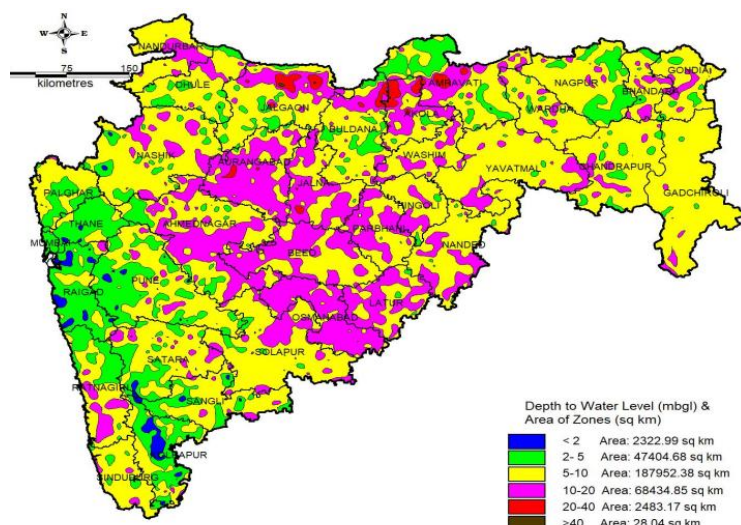 N
W E
S
75 150
kilometres
NANDURBAR
DHULE
JALGAON
BULDANA
AKOLA
AMRAVATI
NAGPUR
WARDHA
BHANDARA
GONDIA
NASHIK
AURANGABAD
JALNA
WASHIM
YAVATMAL
CHANDRAPUR
GADCHIROLI
PALGHAR
THANE
MUMBAI
AHMEDNAGAR
HINGOLI
PARBHANI
NANDED
BEED
RAIGAD
PUNE
LATUR
OSMANABAD
SOLAPUR
SATARA
RATNAGIRI
SANGLI
KOLHAPUR
SINDUDURG
Depth to Water Level (mbgl) &
Area of Zones (sq km)
< 2 Area: 2322.99 sq km
2- 5 Area: 47404.68 sq km
5-10 Area: 187952.38 sq km
10-20 Area: 68434.85 sq km
20-40 Area: 2483.17 sq km
>40 Area: 28.04 sq km